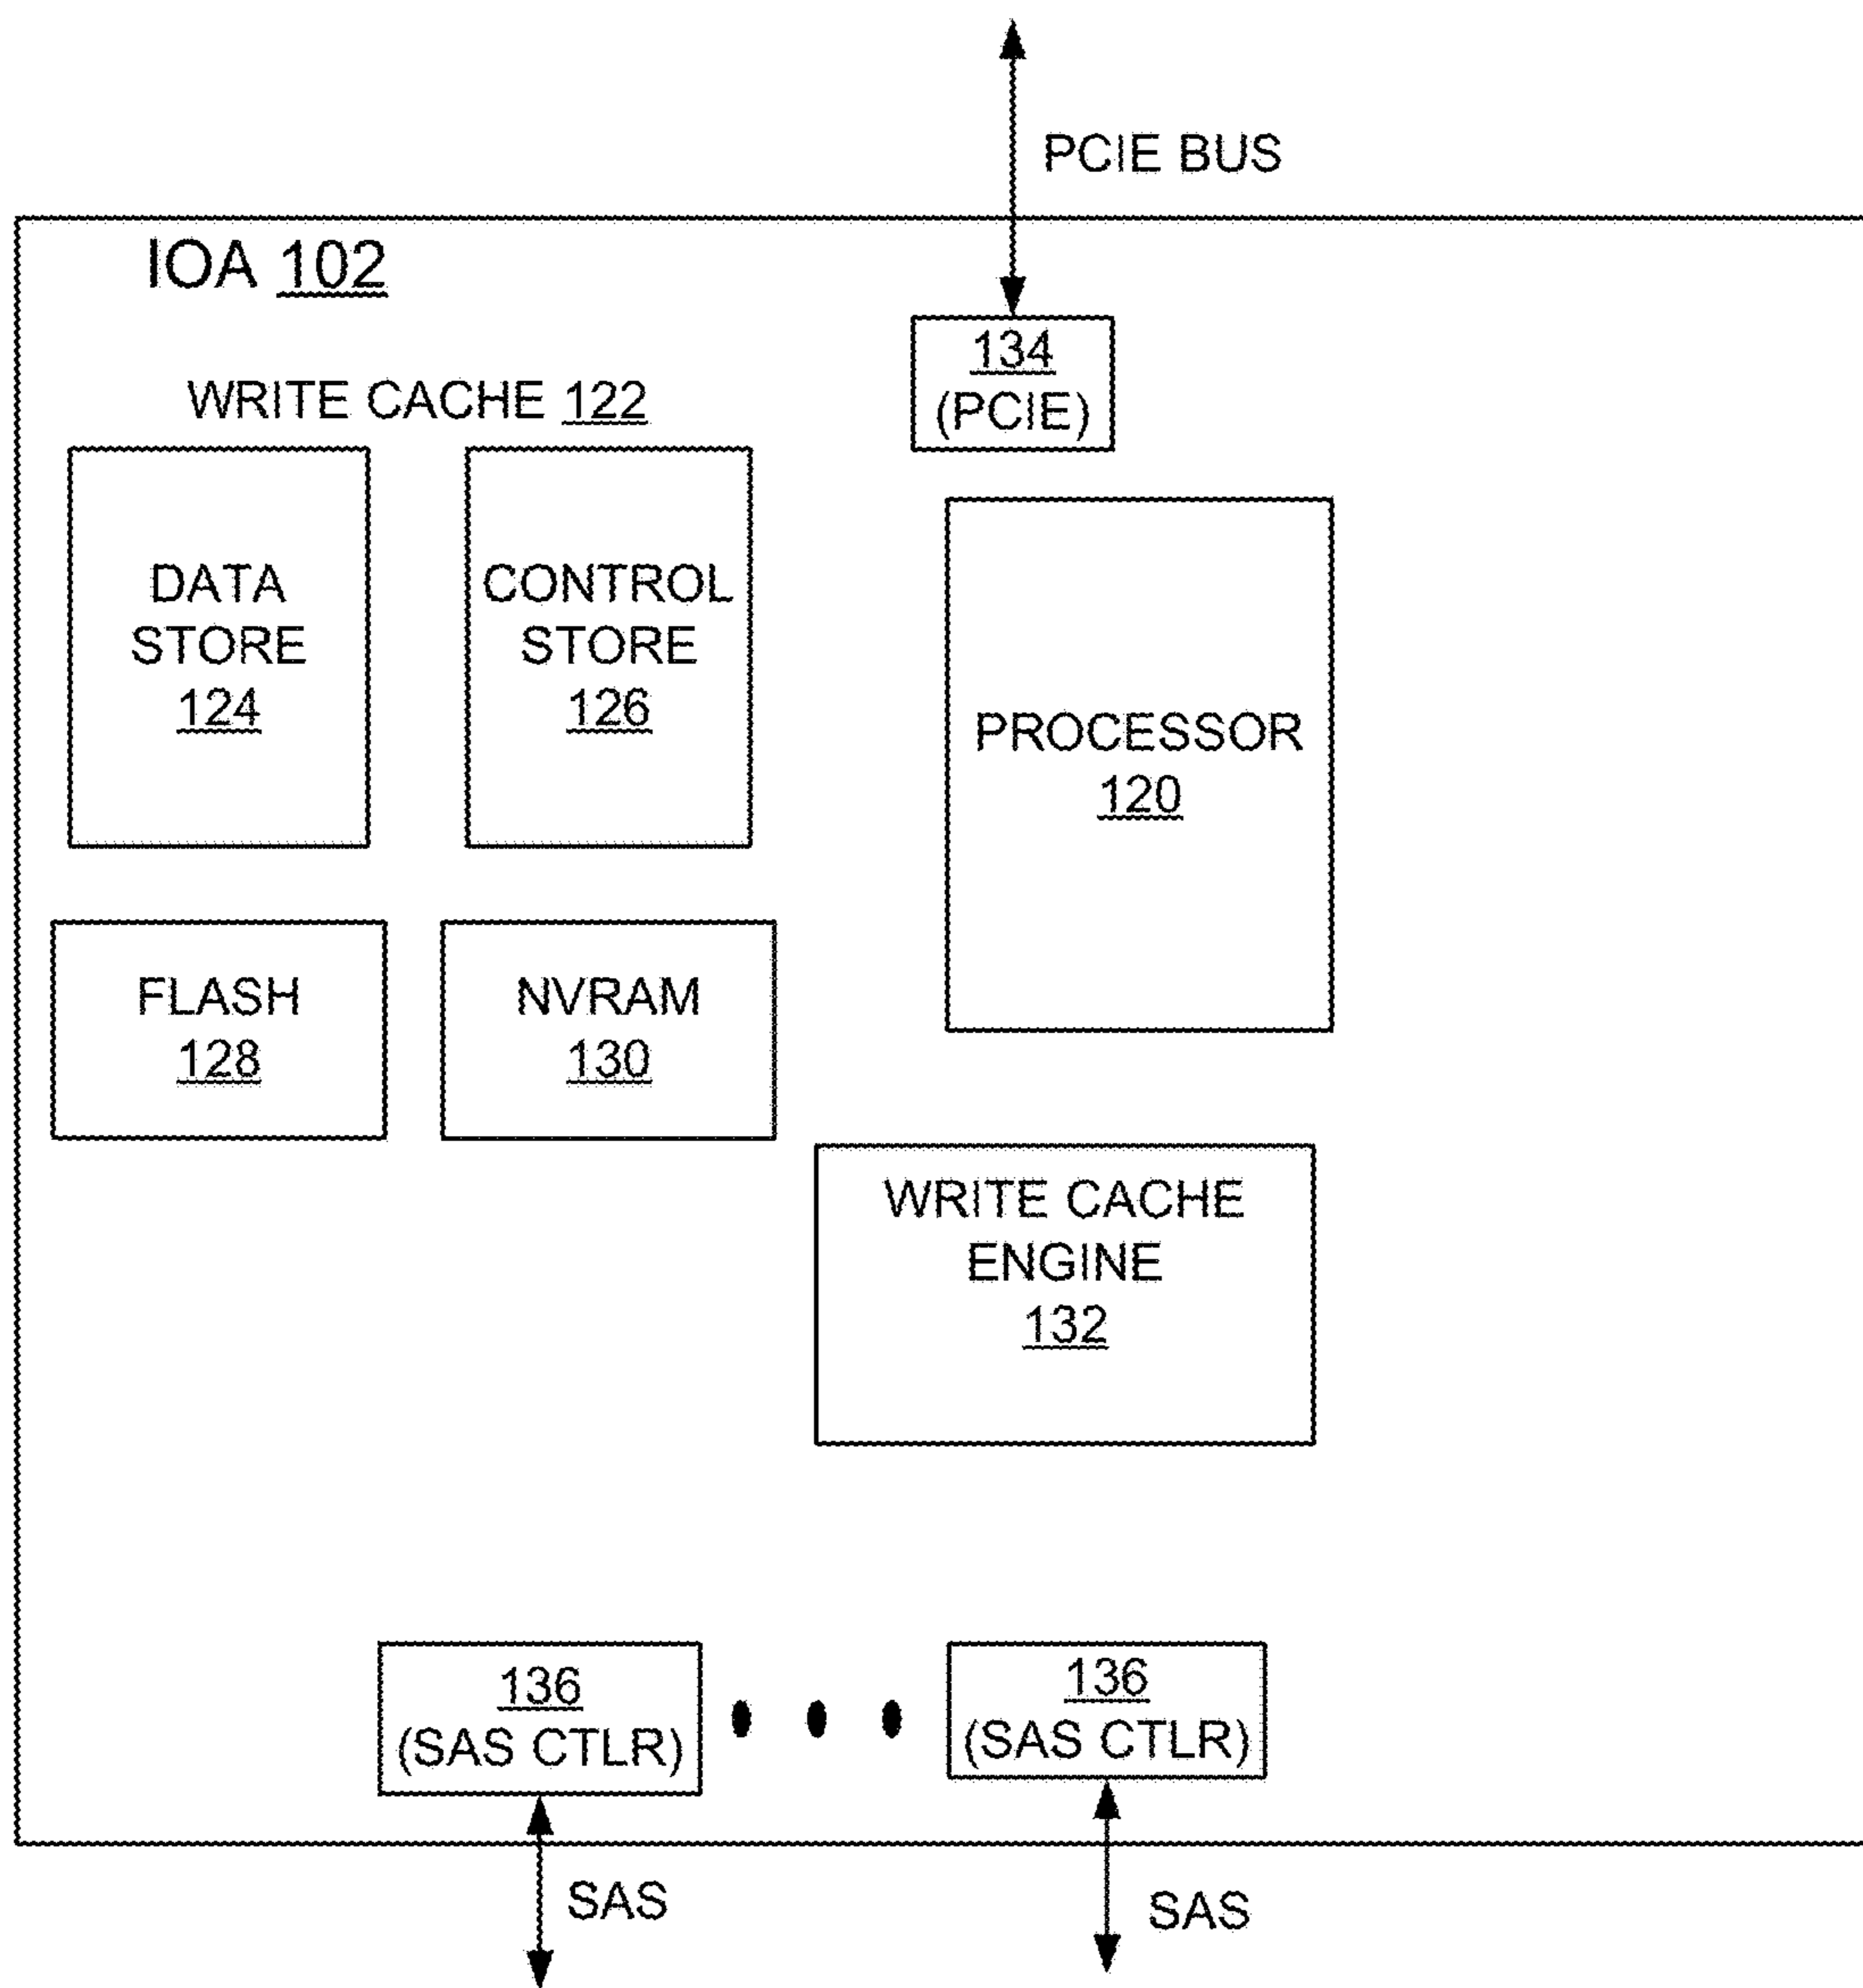 PCIE BUS
IOA 102
134
(PCIE)
WRITE CACHE 122
DATA
STORE
124
CONTROL
STORE
126
PROCESSOR
120
FLASH
128
NVRAM
130
WRITE CACHE
ENGINE
132
136
(SAS CTLR)
136
(SAS CTLR)
SAS
SAS